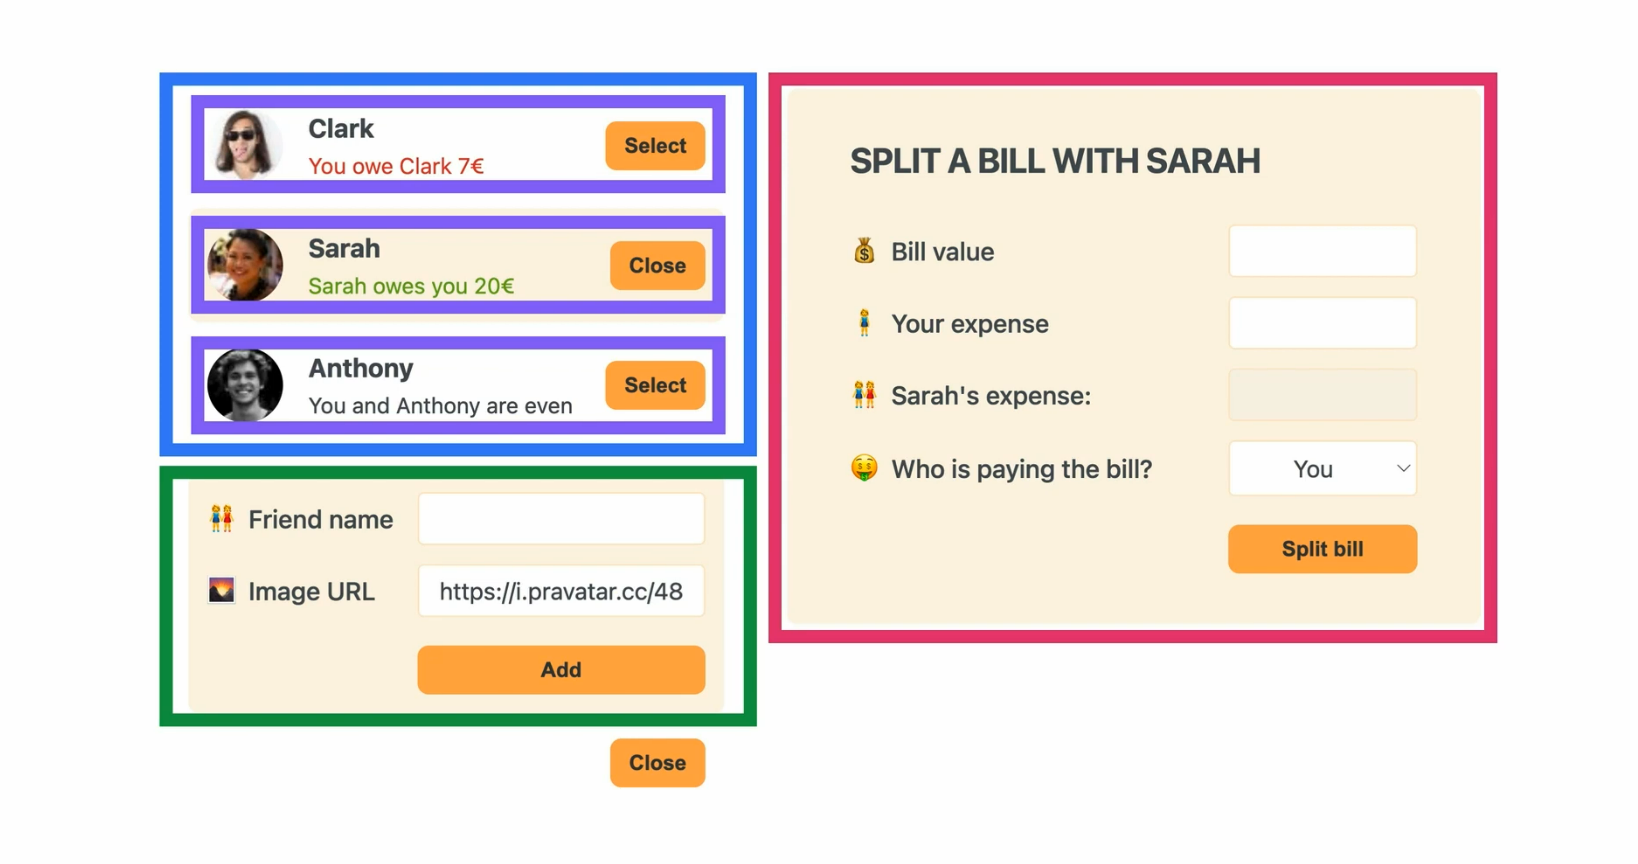 Clark
You owe Clark 7€
Select
Sarah
Sarah owes you 20€
Close
Anthony
You and Anthony are even
Select
Friend name
Image URL
https://i.pravatar.cc/48
Add
Close
SPLIT A BILL WITH SARAH
Bill value
Your expense
Sarah's expense:
Who is paying the bill?
You
Split bill